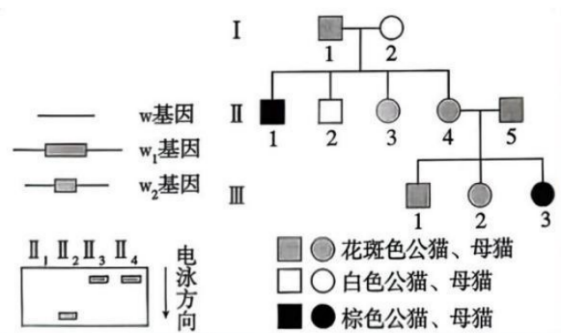 I
1 2
w基因
w₁基因
w₂基因
II
1 2 3 4 5
III
1 2 3
II₁ II₂ II₃ II₄
电泳方向
花斑色公猫、母猫
白色公猫、母猫
棕色公猫、母猫